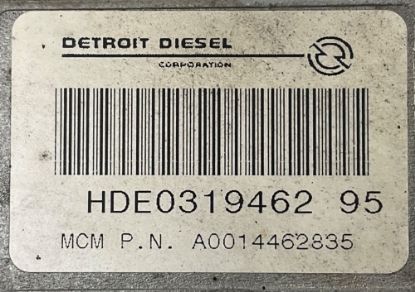 DETROIT DIESEL
CORPORATION
HDE0319462 95
MCM P.N. A0014462835